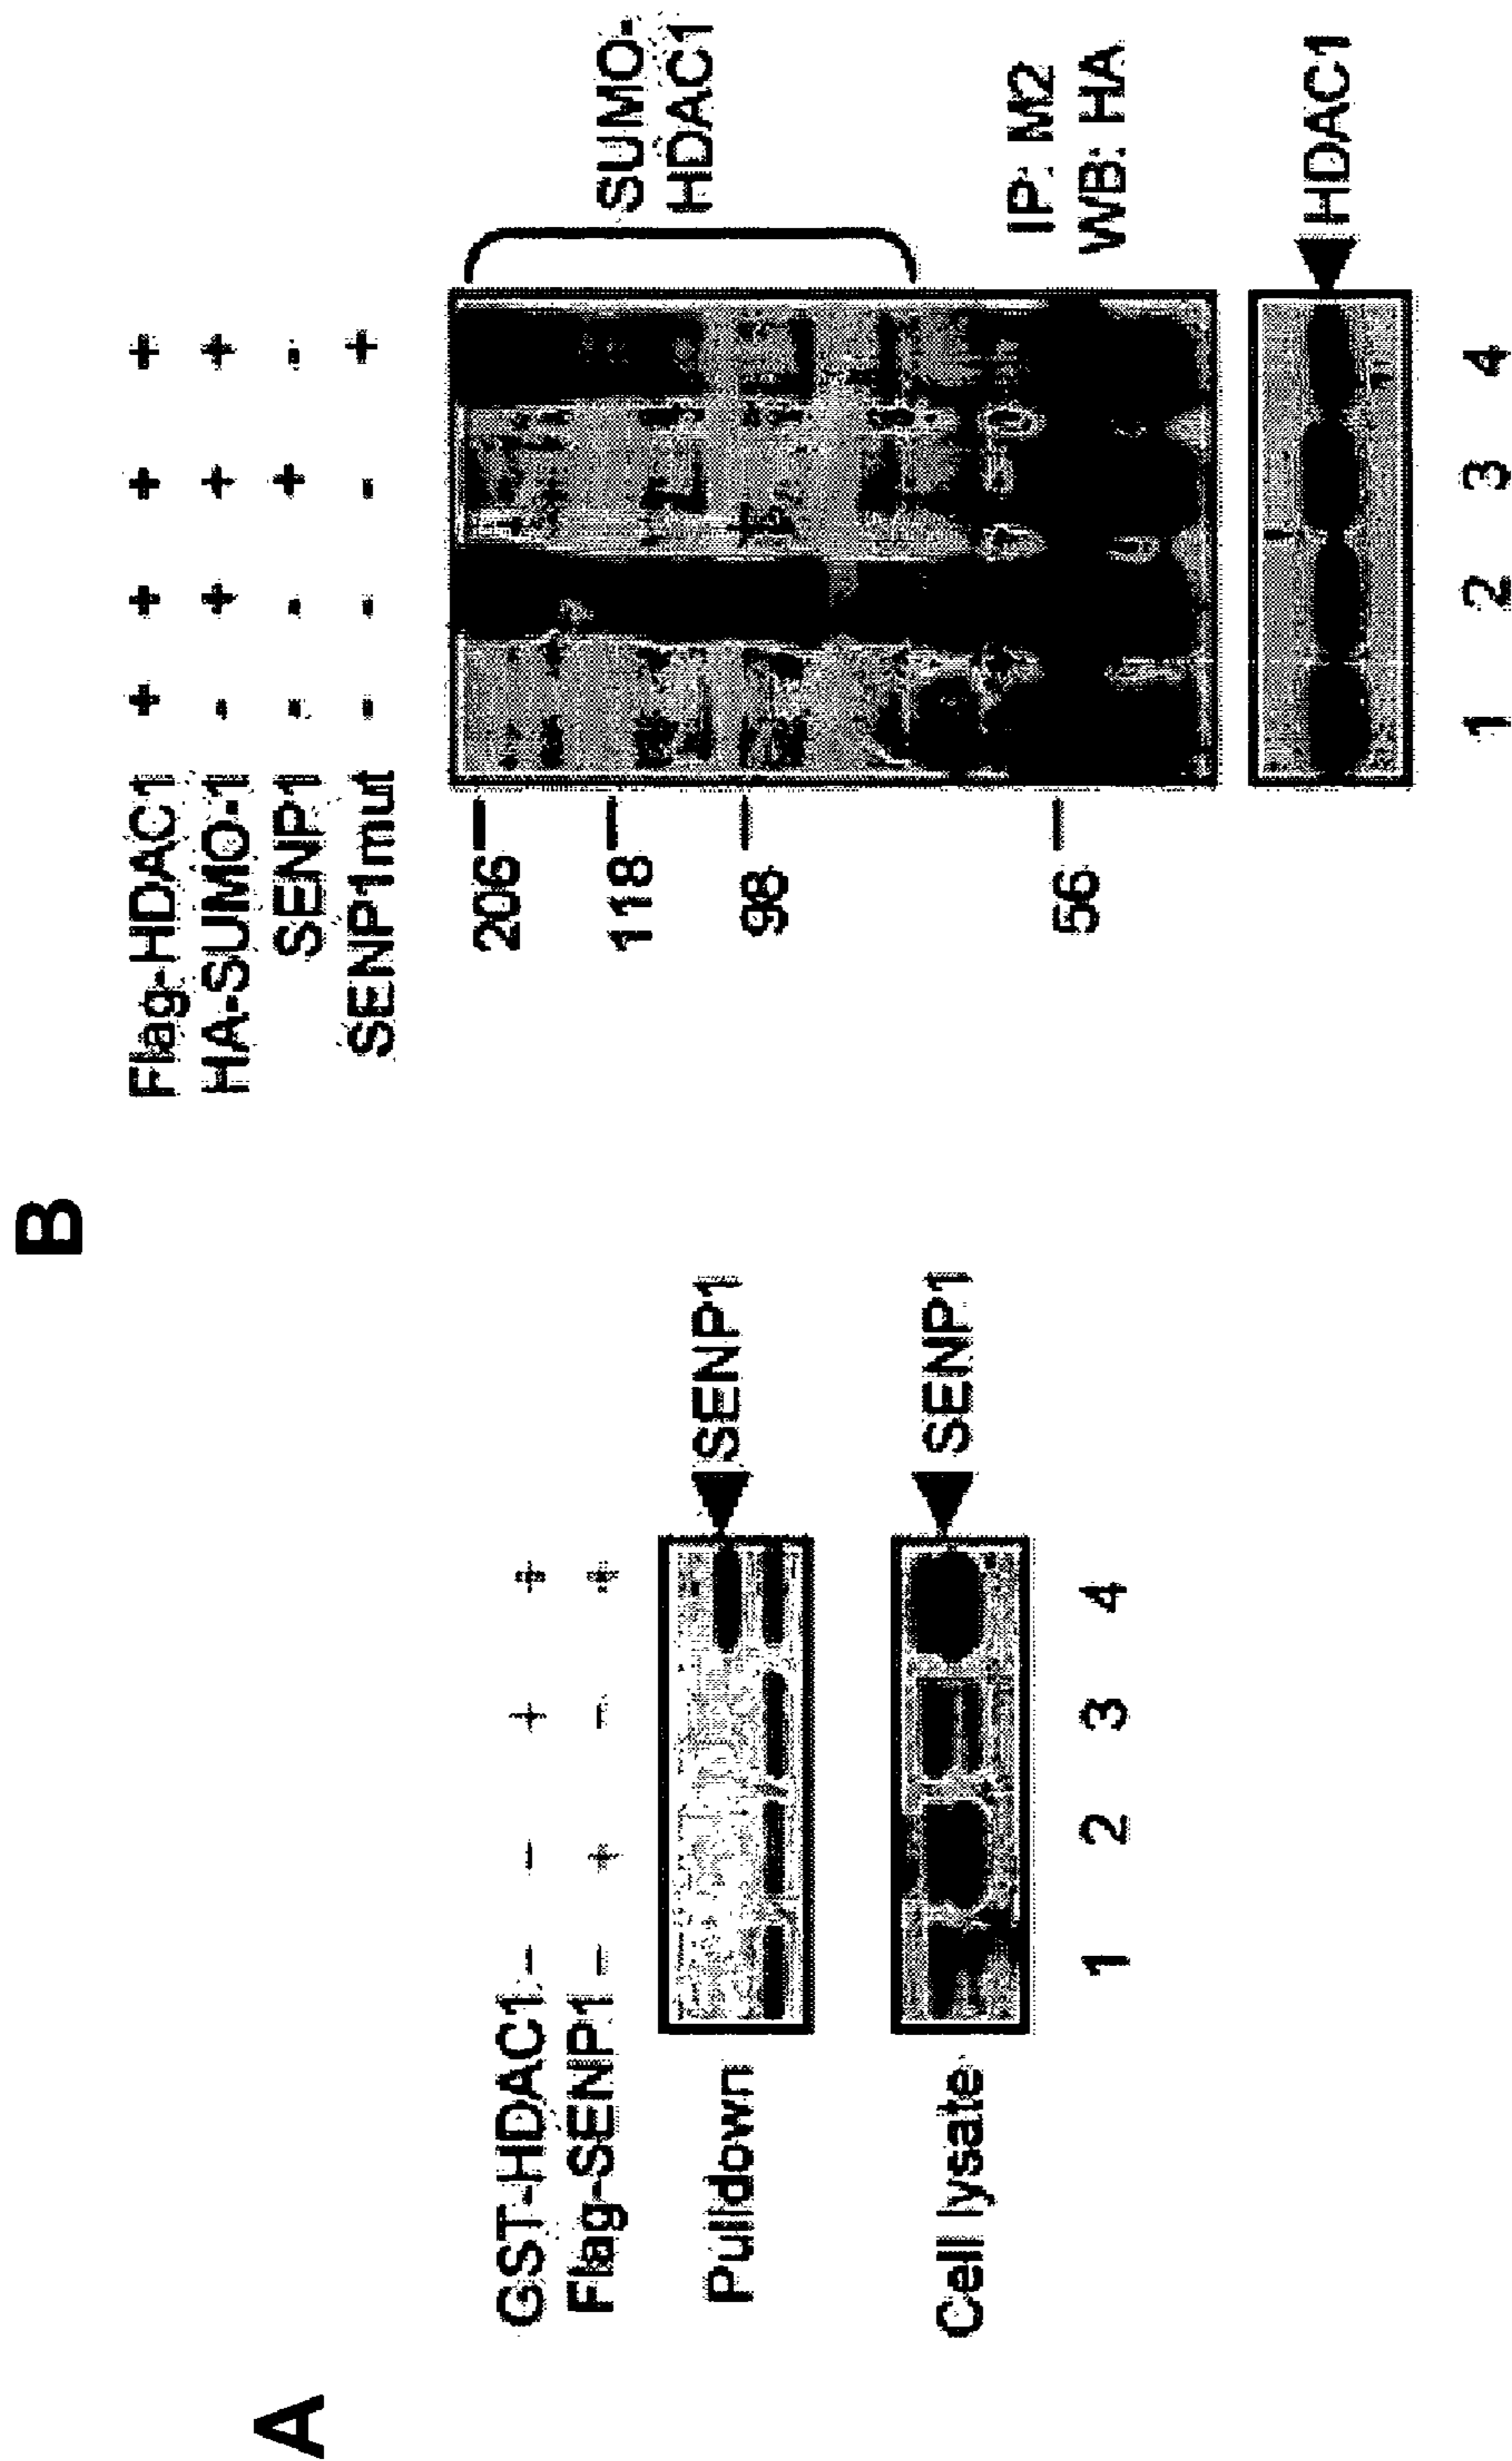 A
GST-HDAC1 - - + +
Flag-SENP1 - + - +
Pulldown
SENP1
Cell lysate
SENP1
1 2 3 4
B
Flag-HDAC1 + + + +
HA-SUMO-1 - + + +
SENP1 - - + -
SENP1mut - - - +
206
118
98
56
SUMO-
HDAC1
IP: M2
WB: HA
HDAC1
1 2 3 4